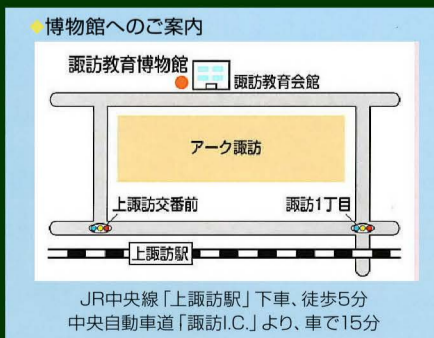 ◆博物館へのご案内
諏訪教育博物館
諏訪教育会館
アーク諏訪
上諏訪交番前
諏訪1丁目
上諏訪駅
JR中央線「上諏訪駅」下車、徒歩5分
中央自動車道「諏訪I.C.」より、車で15分